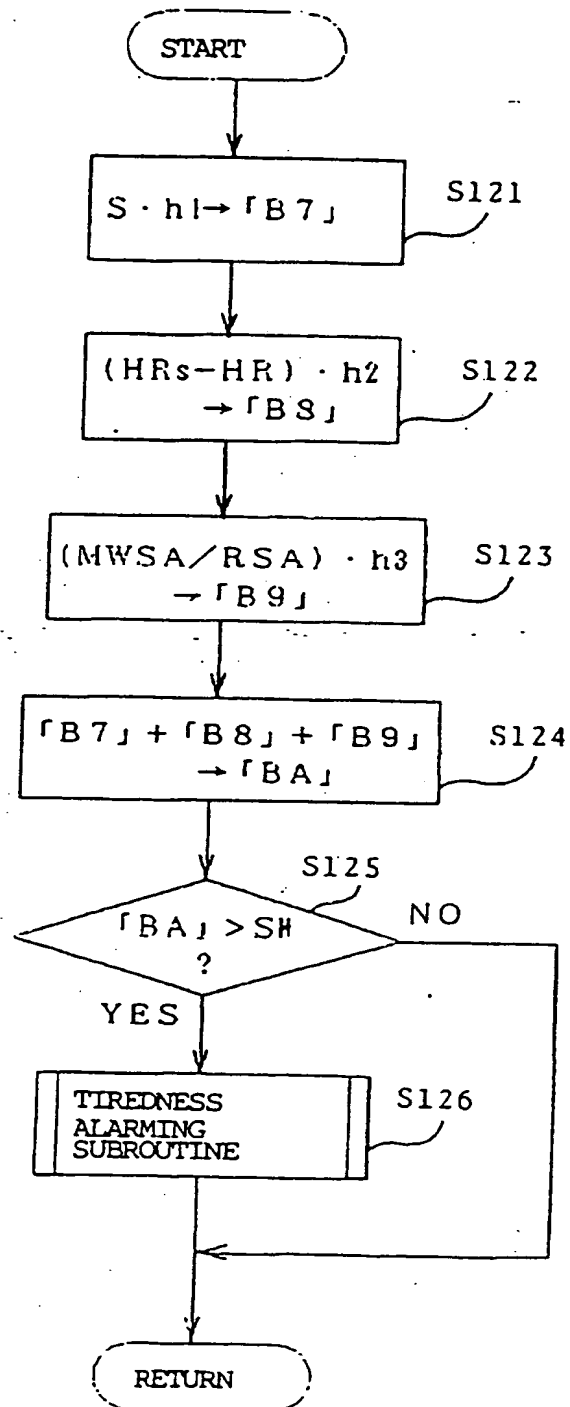 START
S・h1→「B7」
S121
(HRs-HR)・h2
→「B8」
S122
(MWSA/RSA)・h3
→「B9」
S123
「B7」+「B8」+「B9」
→「BA」
S124
S125
「BA」>SH
?
NO
YES
TIREDNESS
ALARMING
SUBROUTINE
S126
RETURN